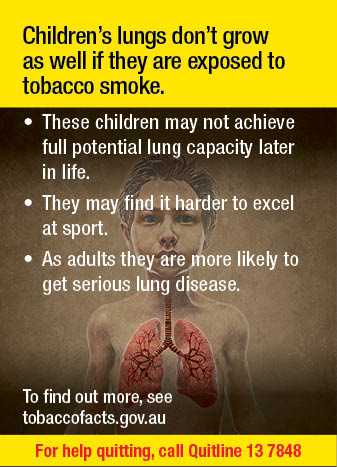 Children’s lungs don’t grow
as well if they are exposed to
tobacco smoke.
• These children may not achieve
full potential lung capacity later
in life.
• They may find it harder to excel
at sport.
• As adults they are more likely to
get serious lung disease.
To find out more, see
tobaccofacts.gov.au
For help quitting, call Quitline 13 7848